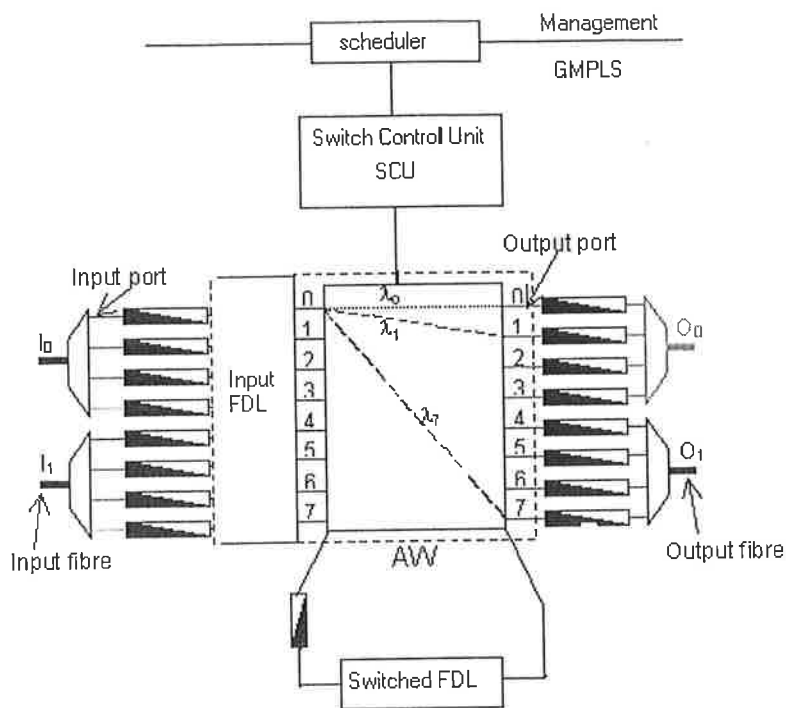 scheduler
Management
GMPLS
Switch Control Unit
SCU
Output port
Input port
I0
I1
Input fibre
Input
FDL
0
1
2
3
4
5
6
7
λ0
λ1
λ7
0
1
2
3
4
5
6
7
O0
O1
Output fibre
AW
Switched FDL